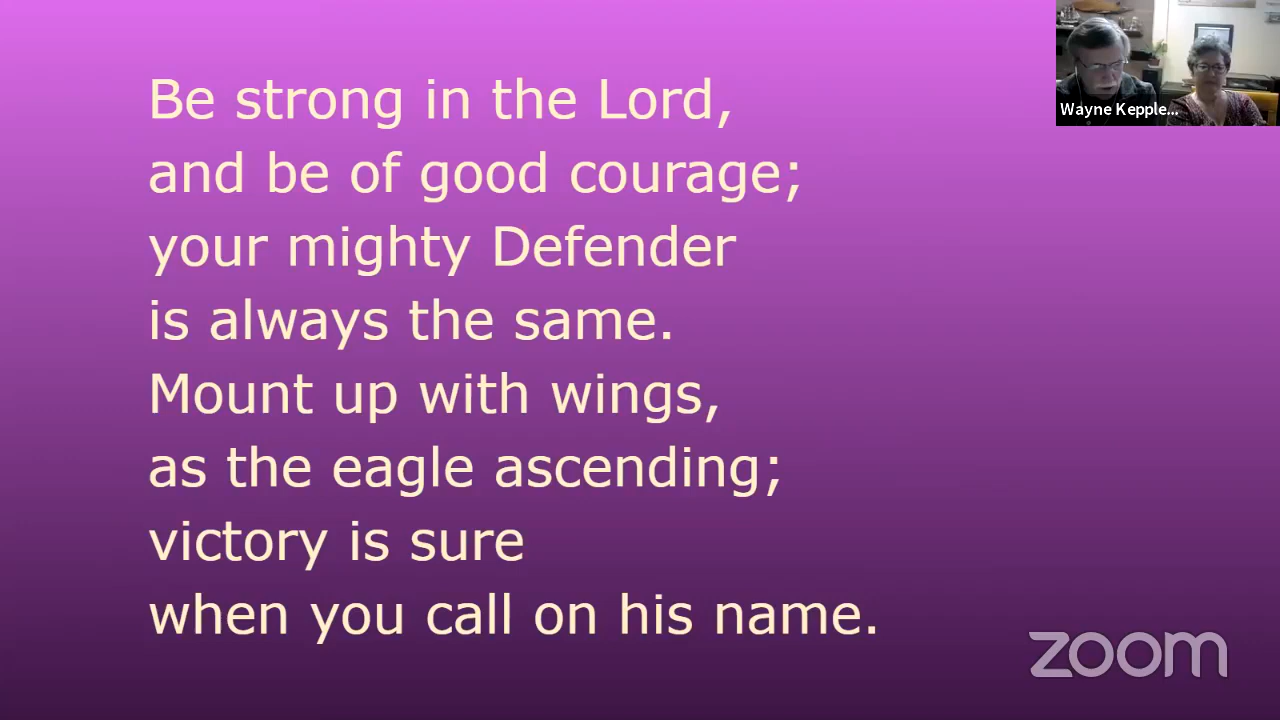 Be strong in the Lord,
and be of good courage;
your mighty Defender
is always the same.
Mount up with wings,
as the eagle ascending;
victory is sure
when you call on his name.
Wayne Kepple...
zoom